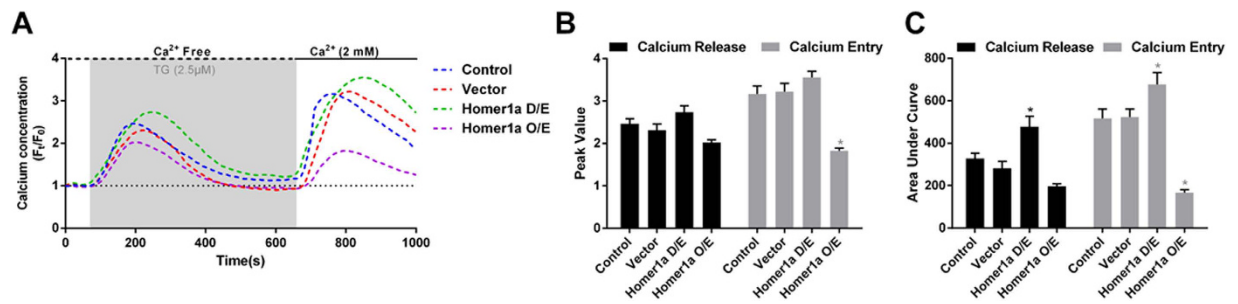 A
Ca²⁺ Free
Ca²⁺ (2 mM)
TG (2.5μM)
Calcium concentration
(Fₜ/F₀)
4
3
2
1
0
0
200
400
600
800
1000
Time(s)
Control
Vector
Homer1a D/E
Homer1a O/E
B
Calcium Release
Calcium Entry
Peak Value
4
3
2
1
0
*
Control
Vector
Homer1a D/E
Homer1a O/E
Control
Vector
Homer1a D/E
Homer1a O/E
C
Calcium Release
Calcium Entry
Area Under Curve
800
600
400
200
0
*
*
*
Control
Vector
Homer1a D/E
Homer1a O/E
Control
Vector
Homer1a D/E
Homer1a O/E